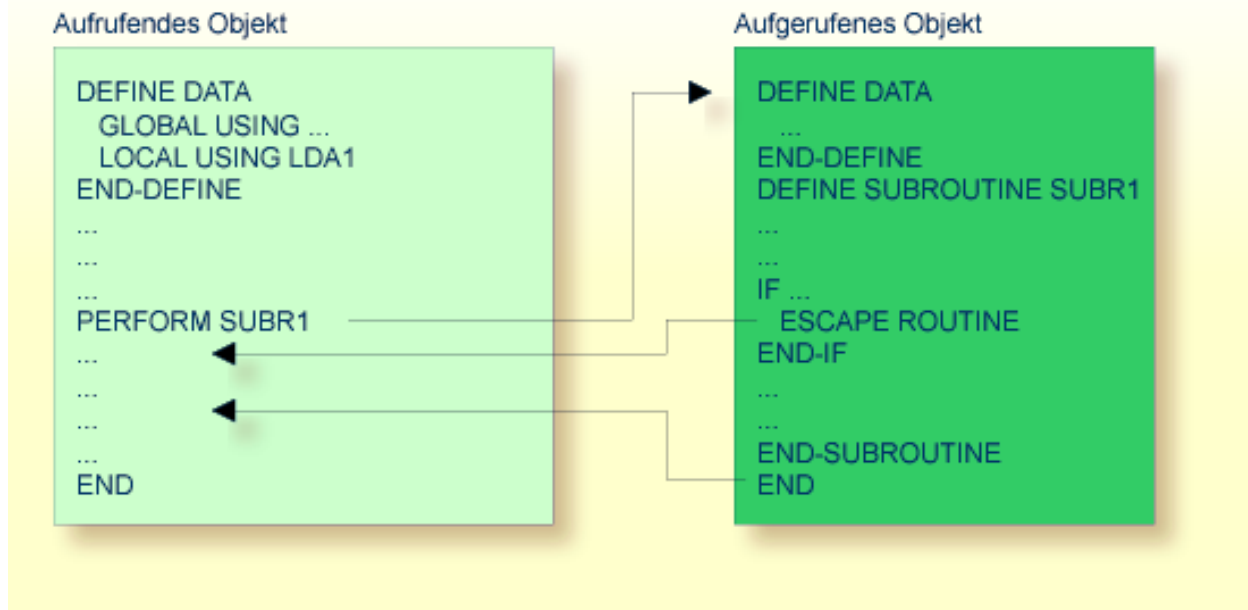 Aufrufendes Objekt
DEFINE DATA
GLOBAL USING ...
LOCAL USING LDA1
END-DEFINE
...
...
...
PERFORM SUBR1
...
...
...
...
END
Aufgerufenes Objekt
DEFINE DATA
...
END-DEFINE
DEFINE SUBROUTINE SUBR1
...
...
IF ...
ESCAPE ROUTINE
END-IF
...
...
END-SUBROUTINE
END